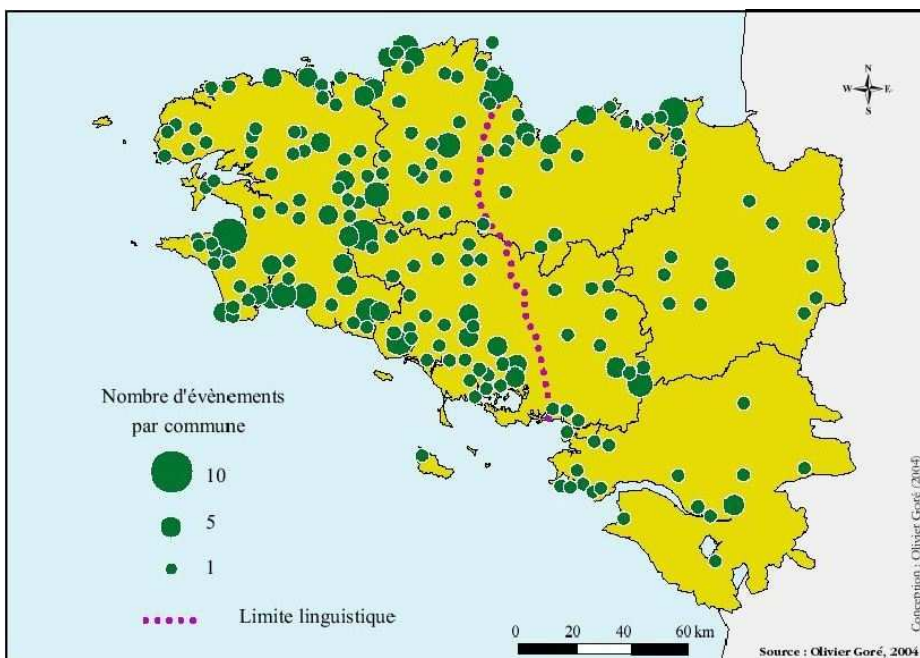 N
W E
S
Nombre d'évènements
par commune
10
5
1
Limite linguistique
0 20 40 60 km
Conception : Olivier Goré (2004)
Source : Olivier Goré, 2004